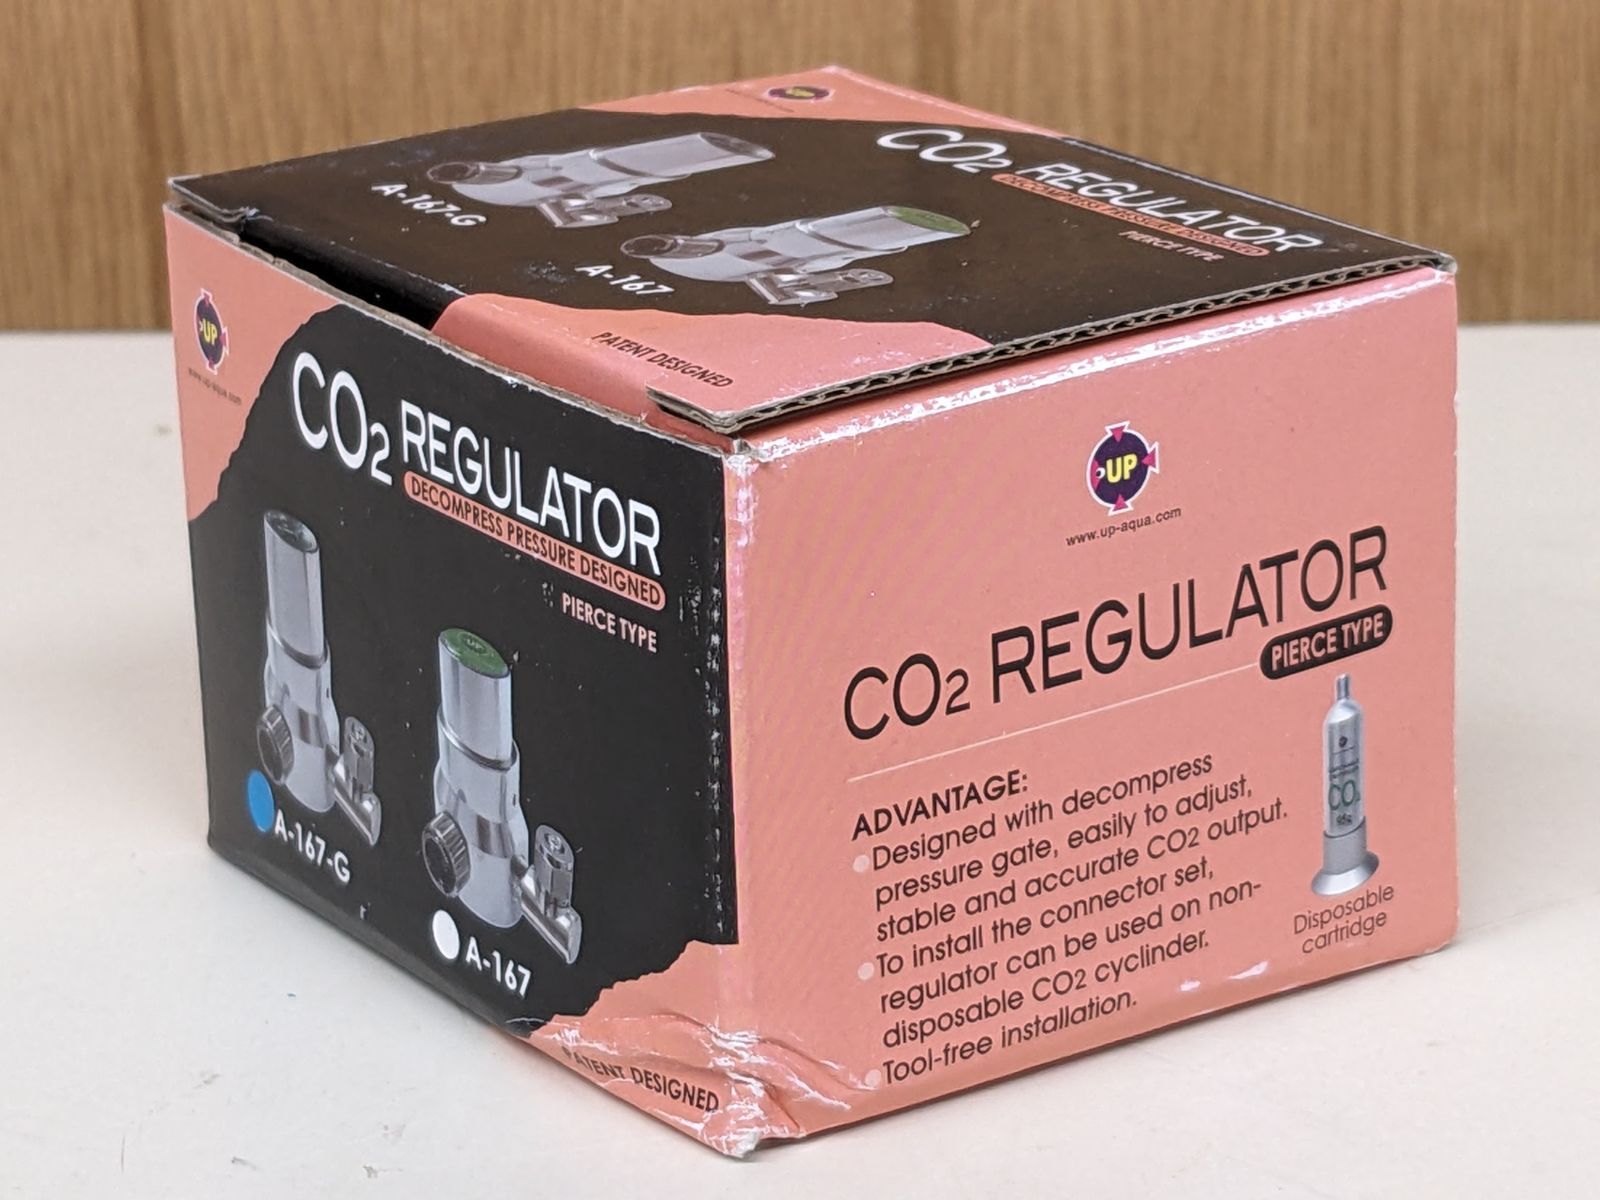 UP
CO2 REGULATOR
DECOMPRESS PRESSURE DESIGNED
PIERCE TYPE
A-167-G
A-167
PATENT DESIGNED
UP
www.up-aqua.com
CO2 REGULATOR
DECOMPRESS PRESSURE DESIGNED
PIERCE TYPE
UP
A-167-G
A-167
PATENT DESIGNED
UP
www.up-aqua.com
CO2 REGULATOR
PIERCE TYPE
ADVANTAGE:
Designed with decompress
pressure gate, easily to adjust,
stable and accurate CO2 output.
To install the connector set,
regulator can be used on non-
disposable CO2 cyclinder.
Tool-free installation.
CO2
95g
Disposable
cartridge